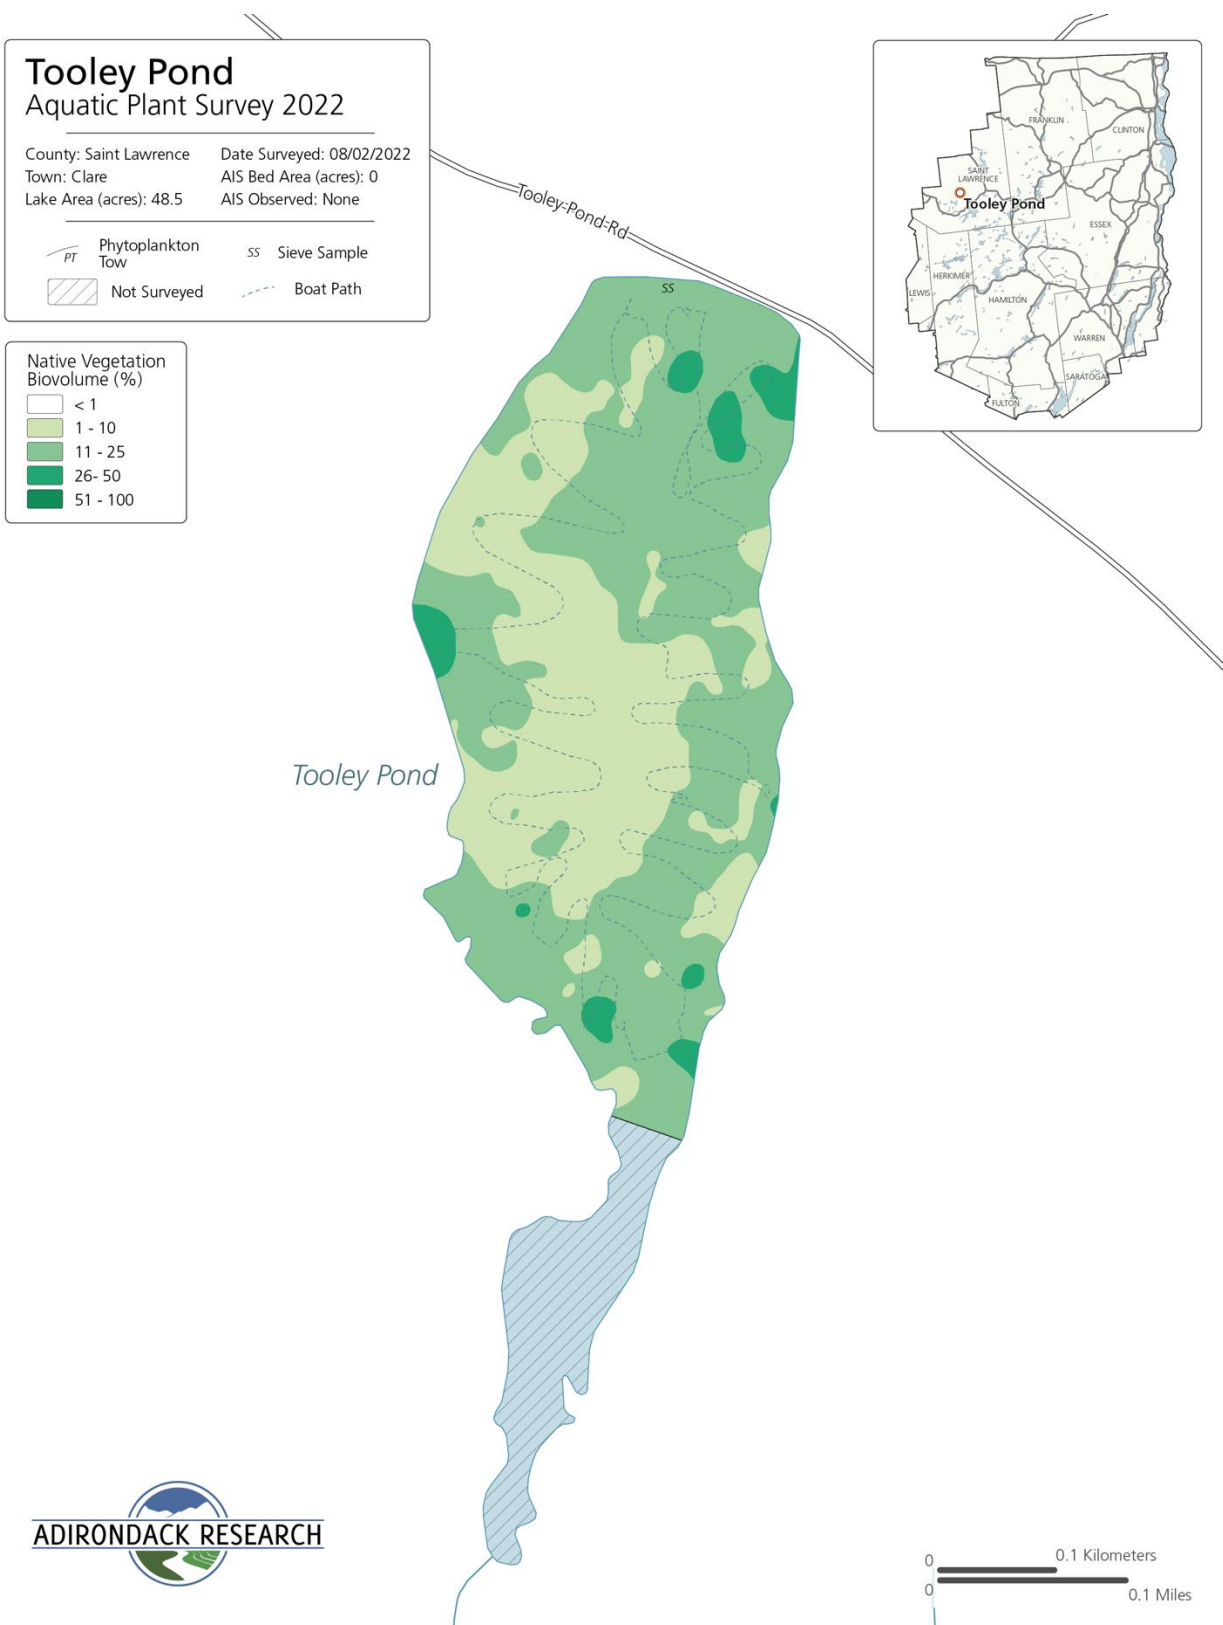 Tooley Pond
Aquatic Plant Survey 2022
County: Saint Lawrence
Town: Clare
Lake Area (acres): 48.5
Date Surveyed: 08/02/2022
AIS Bed Area (acres): 0
AIS Observed: None
PT
Phytoplankton
Tow
SS
Sieve Sample
Not Surveyed
Boat Path
Native Vegetation
Biovolume (%)
< 1
1 - 10
11 - 25
26- 50
51 - 100
Tooley-Pond-Rd
SS
FRANKLIN
CLINTON
SAINT
LAWRENCE
Tooley Pond
ESSEX
HERKIMER
LEWIS
HAMILTON
WARREN
SARATOGA
FULTON
Tooley Pond
ADIRONDACK RESEARCH
0
0.1 Kilometers
0
0.1 Miles